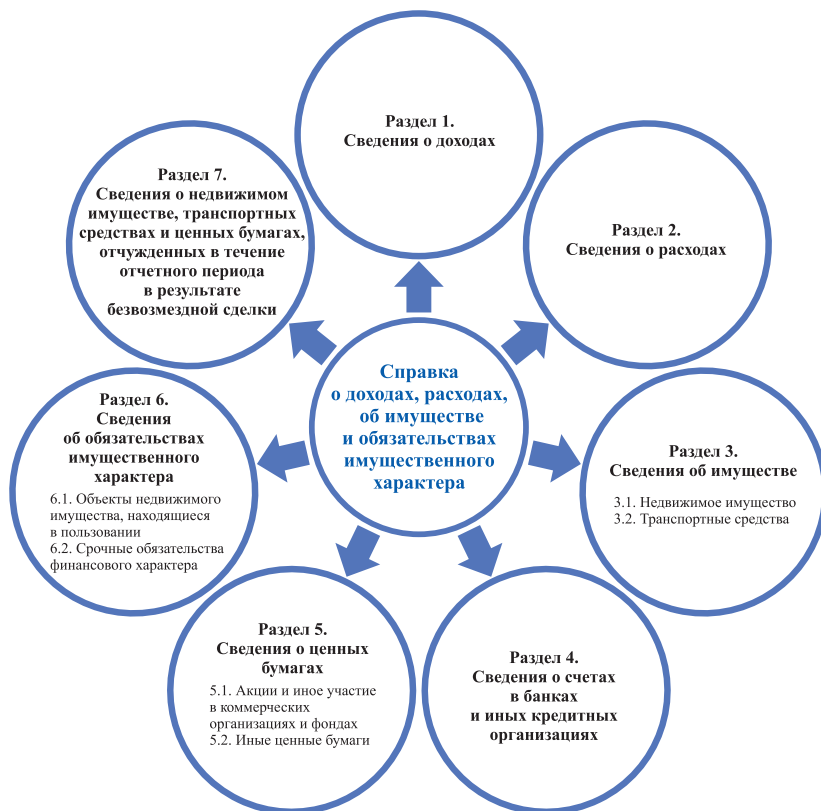 Раздел 1.
Сведения о доходах
Раздел 2.
Сведения о расходах
Раздел 3.
Сведения об имуществе
3.1. Недвижимое имущество
3.2. Транспортные средства
Раздел 4.
Сведения о счетах
в банках
и иных кредитных
организациях
Раздел 5.
Сведения о ценных
бумагах
5.1. Акции и иное участие
в коммерческих
организациях и фондах
5.2. Иные ценные бумаги
Раздел 6.
Сведения
об обязательствах
имущественного
характера
6.1. Объекты недвижимого
имущества, находящиеся
в пользовании
6.2. Срочные обязательства
финансового характера
Раздел 7.
Сведения о недвижимом
имуществе, транспортных
средствах и ценных бумагах,
отчужденных в течение
отчетного периода
в результате
безвозмездной сделки
Справка
о доходах, расходах,
об имуществе
и обязательствах
имущественного
характера